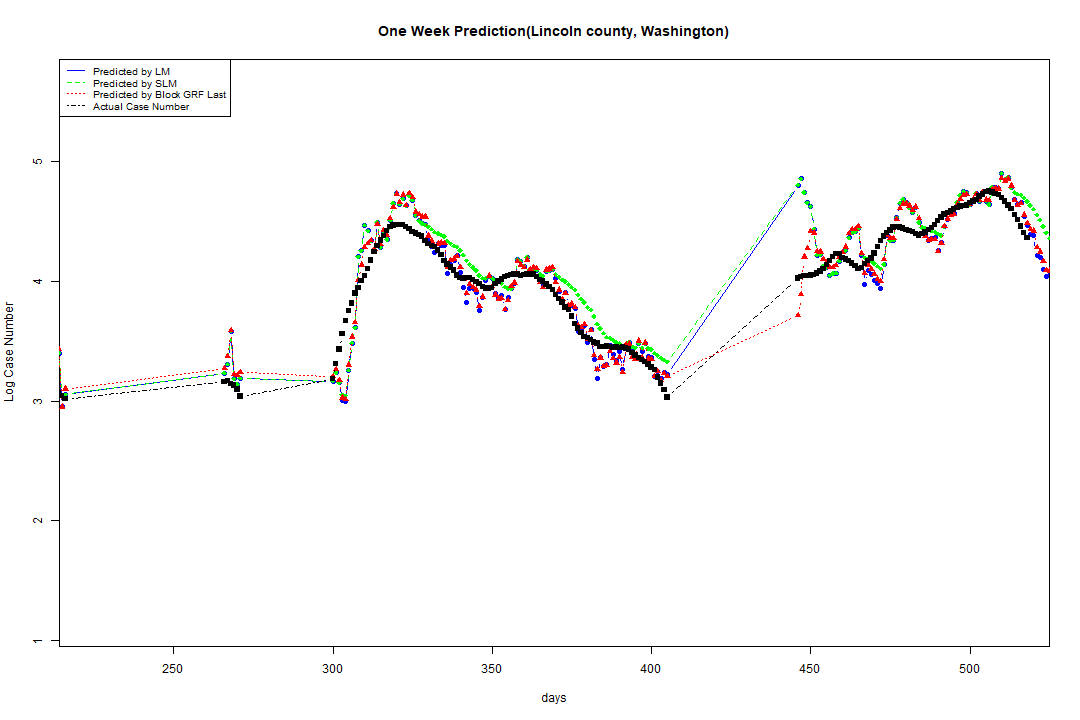 One Week Prediction(Lincoln county, Washington)
Predicted by LM
Predicted by SLM
Predicted by Block GRF Last
Actual Case Number
Log Case Number
5
4
3
2
1
250
300
350
400
450
500
days